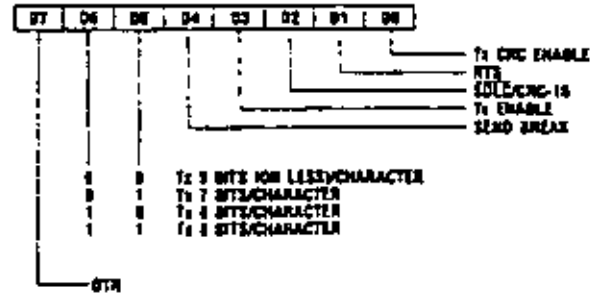 D7 D6 D5 D4 D3 D2 D1 D0
Tx CRC ENABLE
RTS
SDLC/CRC-16
Tx ENABLE
SEND BREAK
0 0 Tx 5 BITS (OR LESS)/CHARACTER
0 1 Tx 7 BITS/CHARACTER
1 0 Tx 6 BITS/CHARACTER
1 1 Tx 8 BITS/CHARACTER
DTR